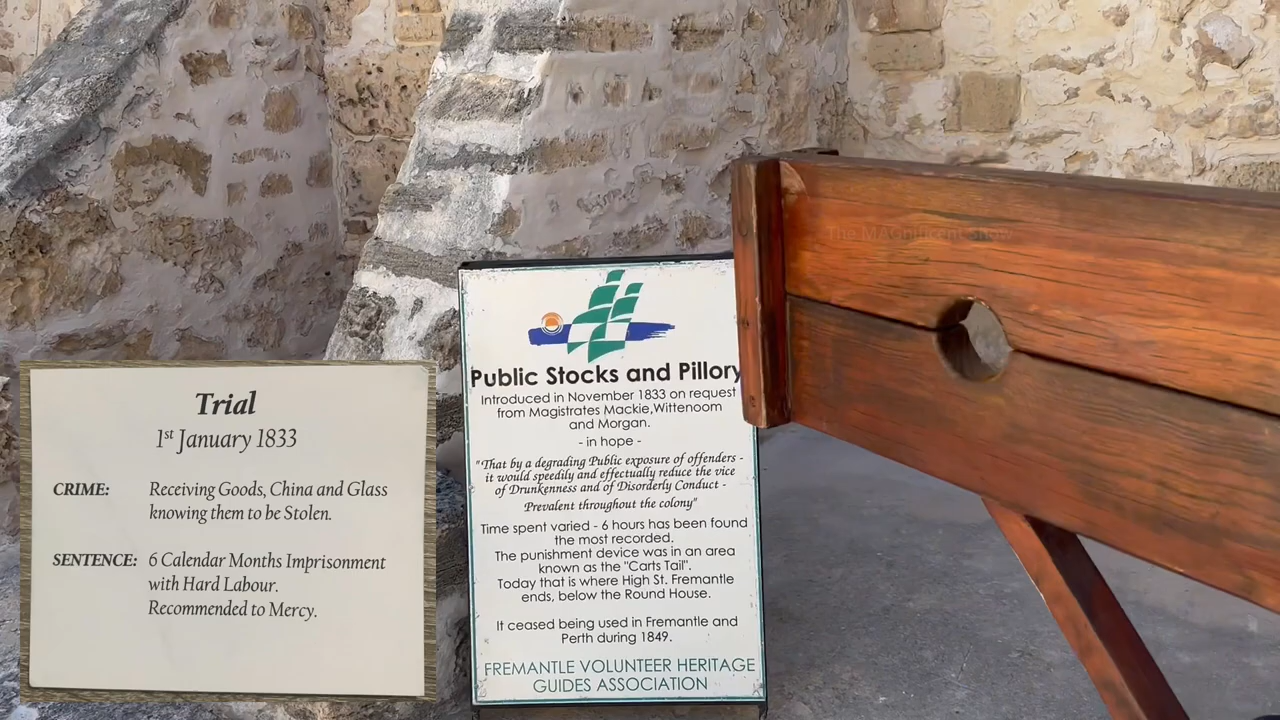 Trial
1st January 1833
CRIME: Receiving Goods, China and Glass
knowing them to be Stolen.
SENTENCE: 6 Calendar Months Imprisonment
with Hard Labour.
Recommended to Mercy.
Public Stocks and Pillory
Introduced in November 1833 on request
from Magistrates Mackie,Wittenoom
and Morgan.
- in hope -
"That by a degrading Public exposure of offenders -
it would speedily and effectually reduce the vice
of Drunkenness and of Disorderly Conduct -
Prevalent throughout the colony"
Time spent varied - 6 hours has been found
the most recorded.
The punishment device was in an area
known as the "Carts Tail".
Today that is where High St. Fremantle
ends, below the Round House.
It ceased being used in Fremantle and
Perth during 1849.
FREMANTLE VOLUNTEER HERITAGE
GUIDES ASSOCIATION
The MAGnificent Show